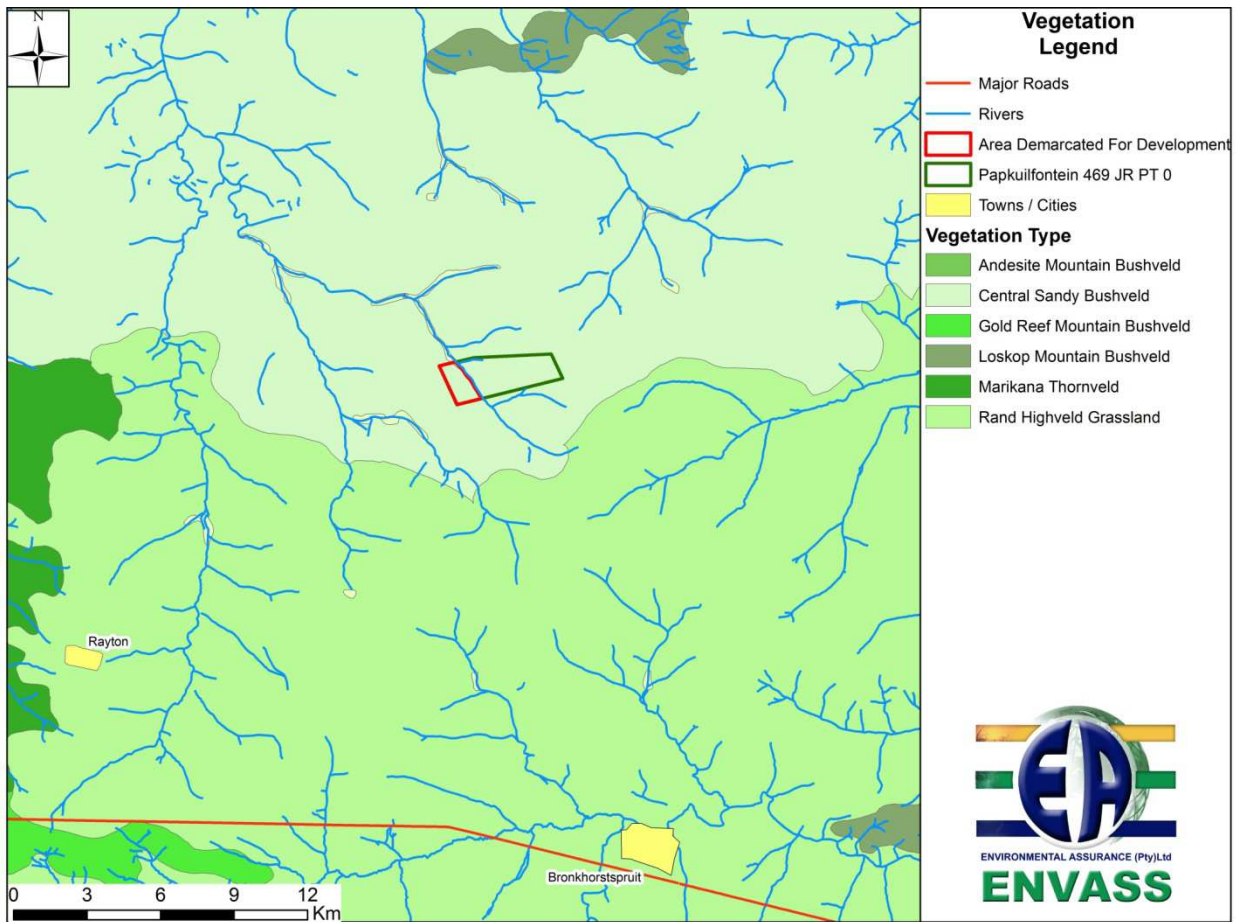 N
Rayton
Bronkhorstspruit
0 3 6 9 12
Km
Vegetation
Legend
Major Roads
Rivers
Area Demarcated For Development
Papkuilfontein 469 JR PT 0
Towns / Cities
Vegetation Type
Andesite Mountain Bushveld
Central Sandy Bushveld
Gold Reef Mountain Bushveld
Loskop Mountain Bushveld
Marikana Thornveld
Rand Highveld Grassland
EA
ENVIRONMENTAL ASSURANCE (Pty)Ltd
ENVASS